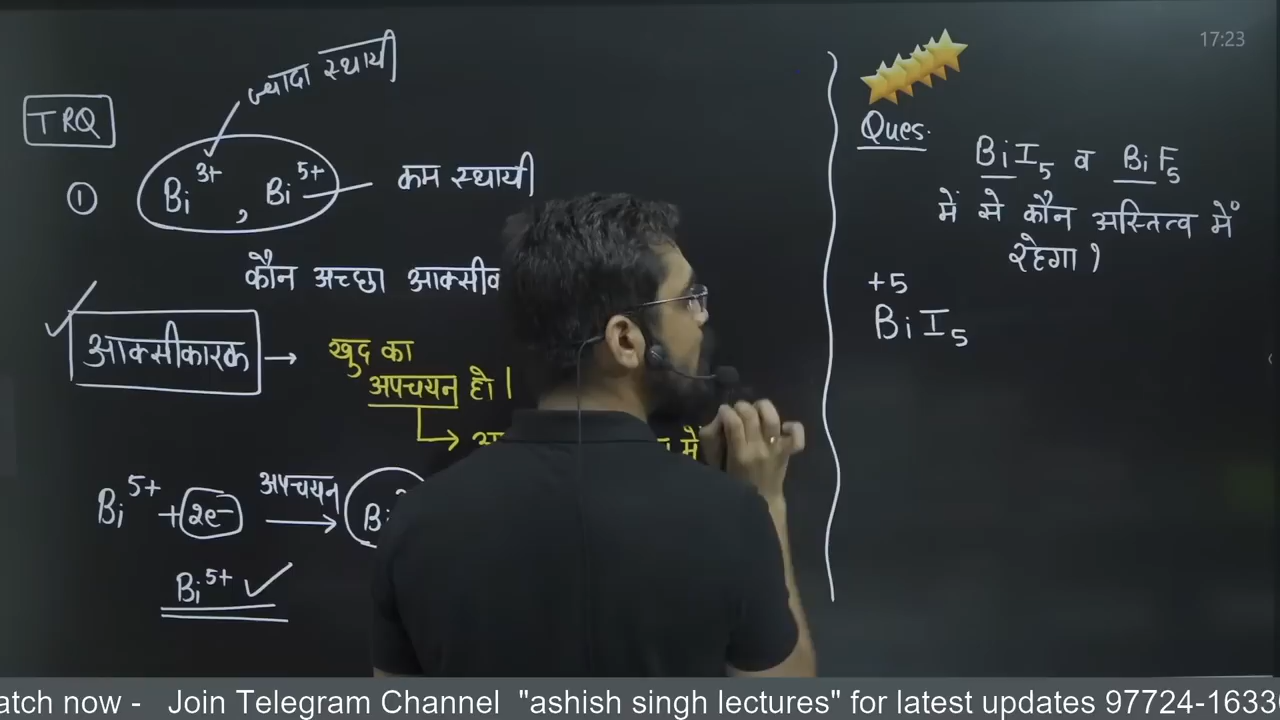 17:23
ज्यादा स्थायी
TRQ
① Bi³⁺ , Bi⁵⁺ कम स्थायी
कौन अच्छा
आक्सीकारक → खुद का
अपचयन हो।
में
Bi⁵⁺ + 2e⁻ अपचयन → Bi
Bi⁵⁺ ✓
Ques. BiI₅ व BiF₅
में से कौन अस्तित्व में
रहेगा ?
+5
BiI₅
atch now - Join Telegram Channel "ashish singh lectures" for latest updates 97724-1633